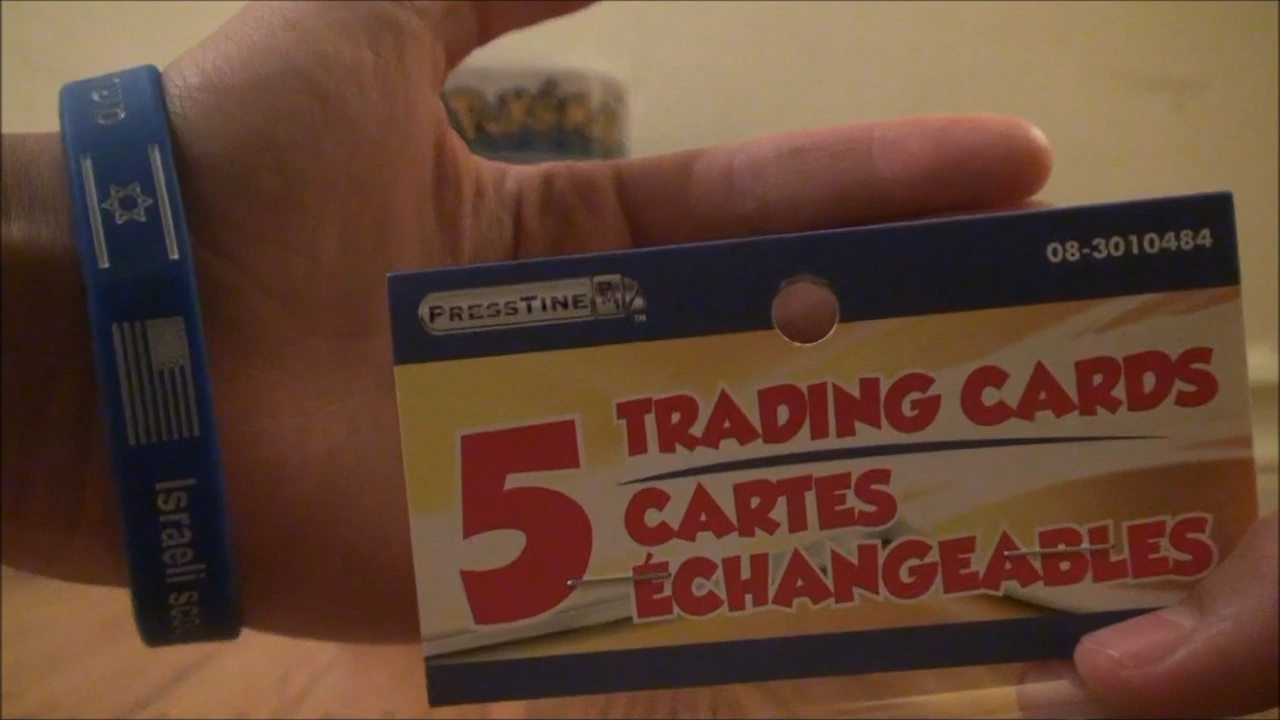 Israeli
PRESSTINE
08-3010484
5
TRADING CARDS
CARTES
ÉCHANGEABLES